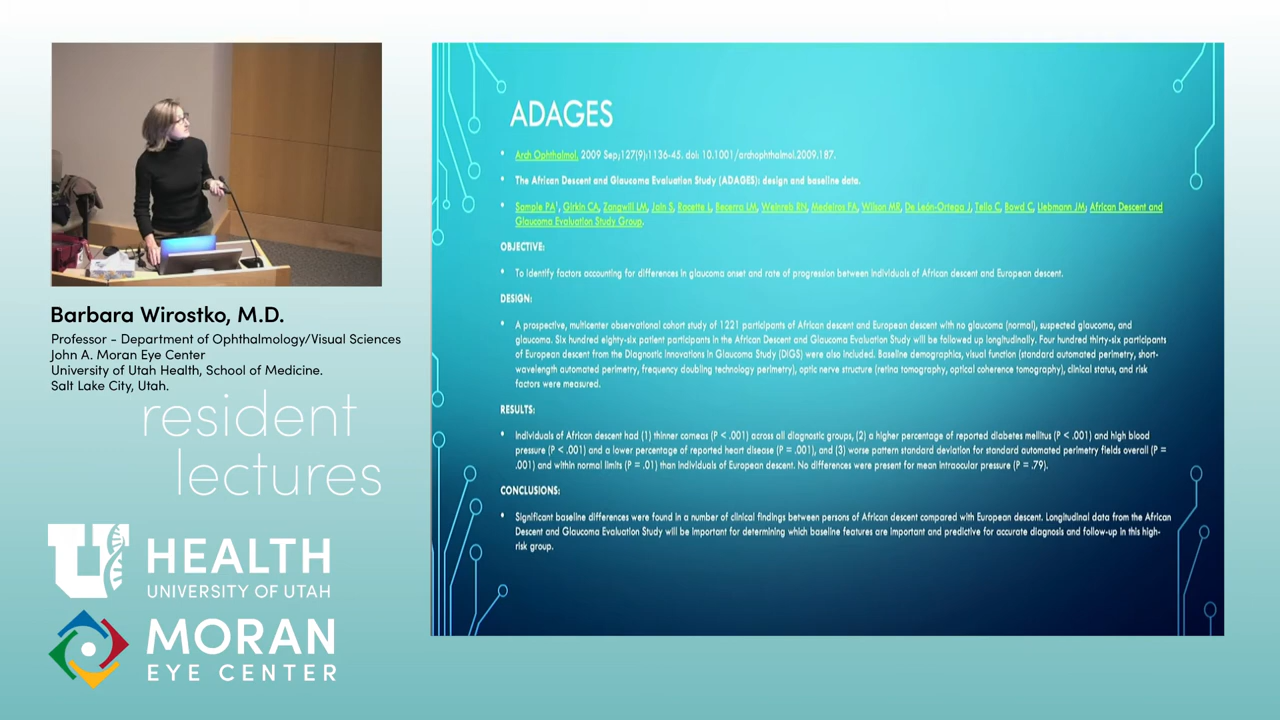 Barbara Wirostko, M.D.
Professor - Department of Ophthalmology/Visual Sciences
John A. Moran Eye Center
University of Utah Health, School of Medicine.
Salt Lake City, Utah.
resident
lectures
U HEALTH
UNIVERSITY OF UTAH
MORAN
EYE CENTER
ADAGES
• Arch Ophthalmol. 2009 Sep;127(9):1136-45. doi: 10.1001/archophthalmol.2009.187.
• The African Descent and Glaucoma Evaluation Study (ADAGES): design and baseline data.
• Sample PA1, Girkin CA, Zangwill LM, Jain S, Racette L, Becerra LM, Weinreb RN, Medeiros FA, Wilson MR, De León-Ortega J, Tello C, Bowd C, Liebmann JM; African Descent and
Glaucoma Evaluation Study Group.
OBJECTIVE:
• To identify factors accounting for differences in glaucoma onset and rate of progression between individuals of African descent and European descent.
DESIGN:
• A prospective, multicenter observational cohort study of 1221 participants of African descent and European descent with no glaucoma (normal), suspected glaucoma, and
glaucoma. Six hundred eighty-six patient participants in the African Descent and Glaucoma Evaluation Study will be followed up longitudinally. Four hundred thirty-six participants
of European descent from the Diagnostic Innovations in Glaucoma Study (DIGS) were also included. Baseline demographics, visual function (standard automated perimetry, short-
wavelength automated perimetry, frequency doubling technology perimetry), optic nerve structure (retina tomography, optical coherence tomography), clinical status, and risk
factors were measured.
RESULTS:
• Individuals of African descent had (1) thinner corneas (P < .001) across all diagnostic groups, (2) a higher percentage of reported diabetes mellitus (P < .001) and high blood
pressure (P < .001) and a lower percentage of reported heart disease (P = .001), and (3) worse pattern standard deviation for standard automated perimetry fields overall (P =
.001) and within normal limits (P = .01) than individuals of European descent. No differences were present for mean intraocular pressure (P = .79).
CONCLUSIONS:
• Significant baseline differences were found in a number of clinical findings between persons of African descent compared with European descent. Longitudinal data from the African
Descent and Glaucoma Evaluation Study will be important for determining which baseline features are important and predictive for accurate diagnosis and follow-up in this high-
risk group.